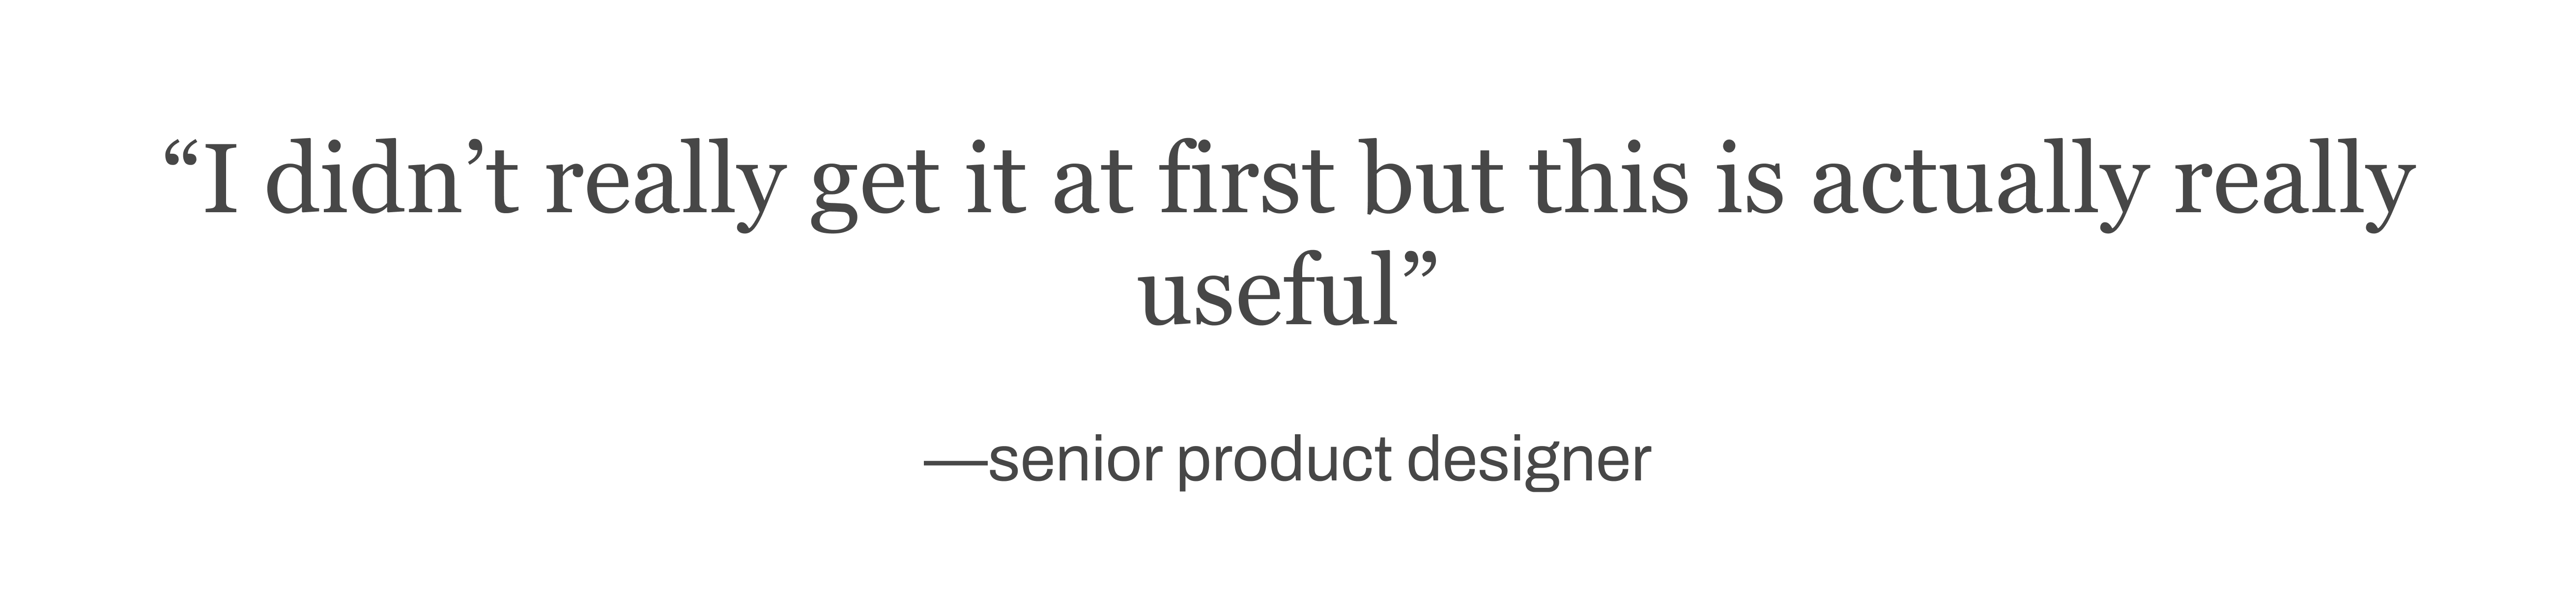 “I didn’t really get it at first but this is actually really
useful”
—senior product designer